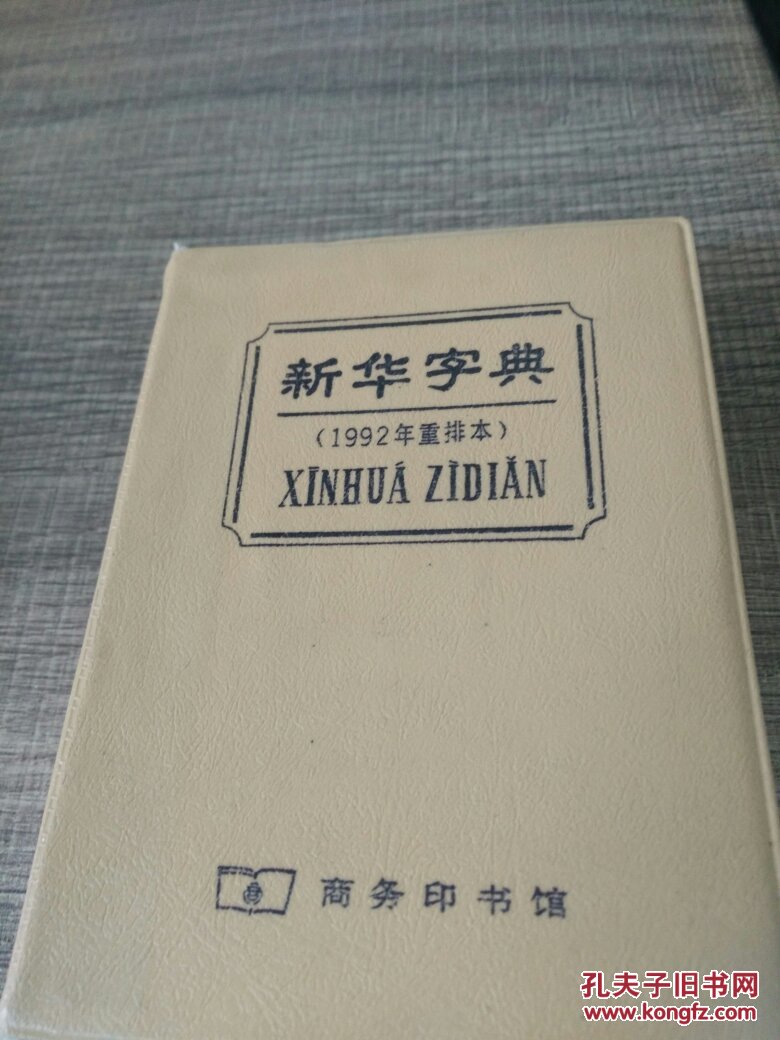 新华字典
（1992年重排本）
XĪNHUÁ ZÌDIǍN
商务印书馆
孔夫子旧书网
www.kongfz.com